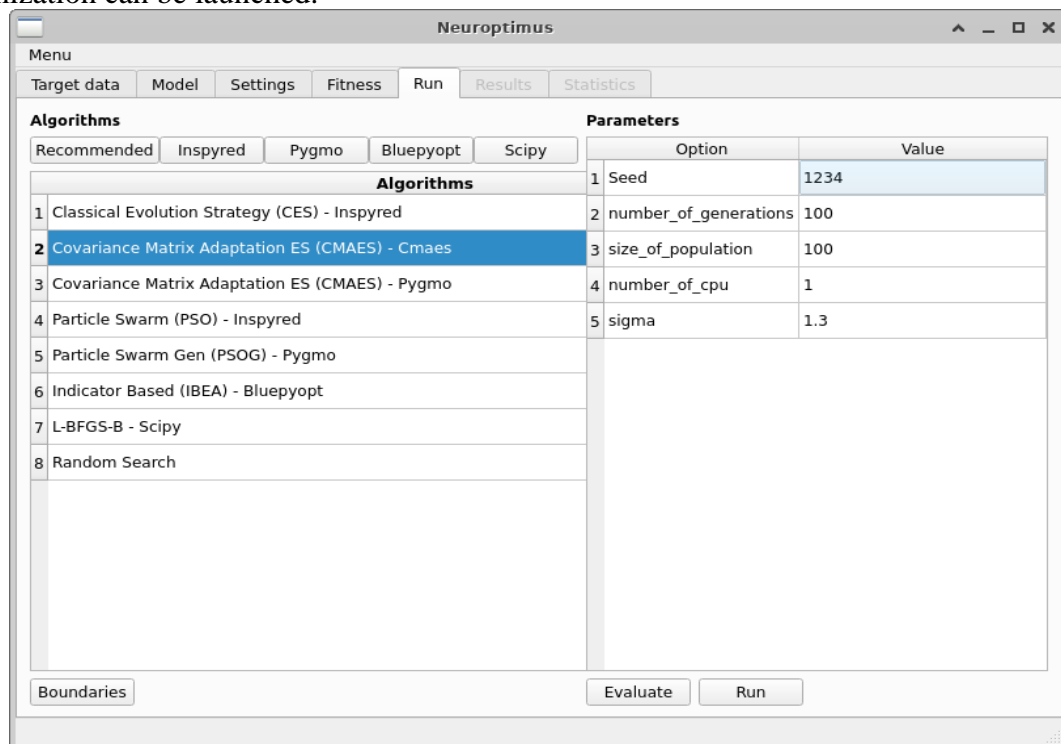 Neuroptimus
Menu
Target data Model Settings Fitness Run Results Statistics
Algorithms
Recommended Inspyred Pygmo Bluepyopt Scipy
Algorithms
1 Classical Evolution Strategy (CES) - Inspyred
2 Covariance Matrix Adaptation ES (CMAES) - Cmaes
3 Covariance Matrix Adaptation ES (CMAES) - Pygmo
4 Particle Swarm (PSO) - Inspyred
5 Particle Swarm Gen (PSOG) - Pygmo
6 Indicator Based (IBEA) - Bluepyopt
7 L-BFGS-B - Scipy
8 Random Search
Boundaries
Parameters
Option Value
1 Seed 1234
2 number_of_generations 100
3 size_of_population 100
4 number_of_cpu 1
5 sigma 1.3
Evaluate Run